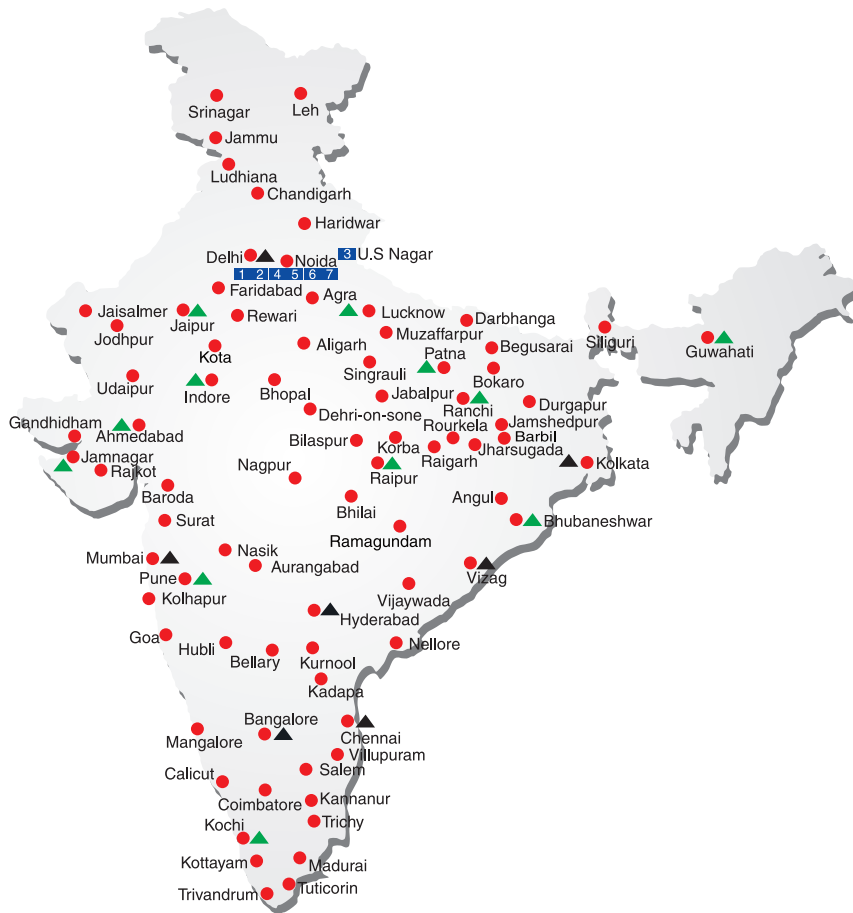 Srinagar
Leh
Jammu
Ludhiana
Chandigarh
Haridwar
Delhi
Noida
3 U.S Nagar
1 2 4 5 6 7
Faridabad
Agra
Jaisalmer
Jaipur
Rewari
Lucknow
Darbhanga
Jodhpur
Muzaffarpur
Siliguri
Guwahati
Kota
Aligarh
Patna
Begusarai
Udaipur
Indore
Bhopal
Singrauli
Bokaro
Jabalpur
Ranchi
Durgapur
Gandhidham
Ahmedabad
Dehri-on-sone
Rourkela
Jamshedpur
Bilaspur
Korba
Barbil
Jamnagar
Raigarh
Jharsugada
Rajkot
Nagpur
Raipur
Kolkata
Baroda
Bhilai
Angul
Surat
Bhubaneshwar
Ramagundam
Mumbai
Nasik
Aurangabad
Pune
Vizag
Kolhapur
Vijaywada
Hyderabad
Goa
Hubli
Bellary
Kurnool
Nellore
Kadapa
Bangalore
Mangalore
Chennai
Villupuram
Calicut
Salem
Coimbatore
Kannanur
Kochi
Trichy
Kottayam
Madurai
Trivandrum
Tuticorin